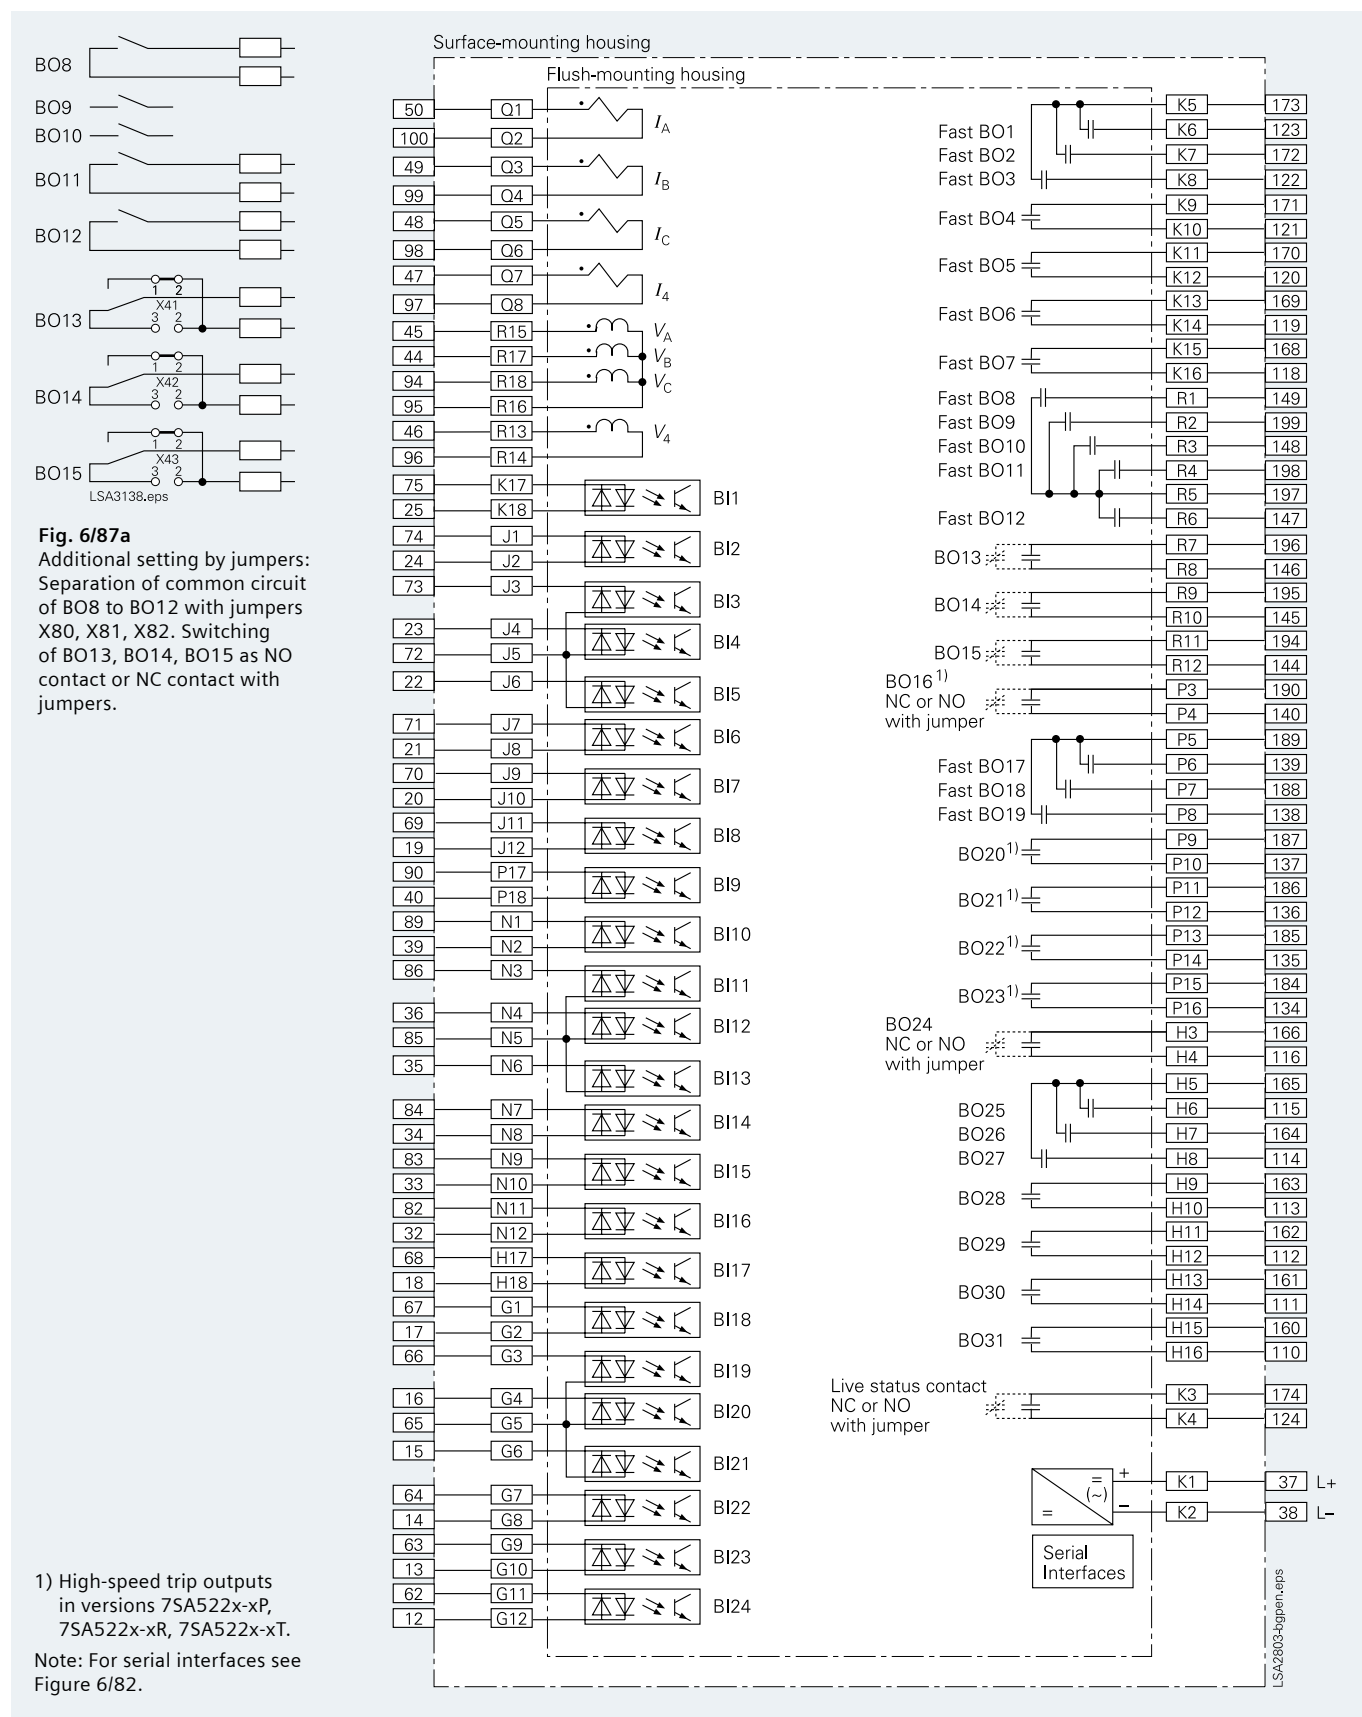 BO8
BO9
BO10
BO11
BO12
1 2
X41
3 2
BO13
1 2
X42
3 2
BO14
1 2
X43
3 2
BO15
LSA3138.eps
Fig. 6/87a
Additional setting by jumpers:
Separation of common circuit
of BO8 to BO12 with jumpers
X80, X81, X82. Switching
of BO13, BO14, BO15 as NO
contact or NC contact with
jumpers.
1) High-speed trip outputs
in versions 7SA522x-xP,
7SA522x-xR, 7SA522x-xT.
Note: For serial interfaces see
Figure 6/82.
Surface-mounting housing
Flush-mounting housing
50 Q1
IA
100 Q2
49 Q3
IB
99 Q4
48 Q5
IC
98 Q6
47 Q7
I4
97 Q8
45 R15 VA
44 R17 VB
94 R18 VC
95 R16
46 R13 V4
96 R14
75 K17
BI1
25 K18
74 J1
BI2
24 J2
73 J3
BI3
23 J4
BI4
72 J5
22 J6
BI5
71 J7
BI6
21 J8
70 J9
BI7
20 J10
69 J11
BI8
19 J12
90 P17
BI9
40 P18
89 N1
BI10
39 N2
86 N3
BI11
36 N4
BI12
85 N5
35 N6
BI13
84 N7
BI14
34 N8
83 N9
BI15
33 N10
82 N11
BI16
32 N12
68 H17
BI17
18 H18
67 G1
BI18
17 G2
66 G3
BI19
16 G4
BI20
65 G5
15 G6
BI21
64 G7
BI22
14 G8
63 G9
BI23
13 G10
62 G11
BI24
12 G12
K5 173
Fast BO1 K6 123
Fast BO2 K7 172
Fast BO3 K8 122
K9 171
Fast BO4
K10 121
K11 170
Fast BO5
K12 120
K13 169
Fast BO6
K14 119
K15 168
Fast BO7
K16 118
Fast BO8 R1 149
Fast BO9 R2 199
Fast BO10 R3 148
Fast BO11 R4 198
R5 197
Fast BO12 R6 147
R7 196
BO13
R8 146
R9 195
BO14
R10 145
R11 194
BO15
R12 144
BO16 1)
NC or NO
with jumper
P3 190
P4 140
P5 189
Fast BO17 P6 139
Fast BO18 P7 188
Fast BO19 P8 138
P9 187
BO20 1)
P10 137
P11 186
BO21 1)
P12 136
P13 185
BO22 1)
P14 135
P15 184
BO23 1)
P16 134
BO24
NC or NO
with jumper
H3 166
H4 116
H5 165
BO25 H6 115
BO26 H7 164
BO27 H8 114
H9 163
BO28
H10 113
H11 162
BO29
H12 112
H13 161
BO30
H14 111
H15 160
BO31
H16 110
Live status contact
NC or NO
with jumper
K3 174
K4 124
= (~) =
+ K1 37 L+
– K2 38 L–
Serial
Interfaces
LSA2803-bgpen.eps